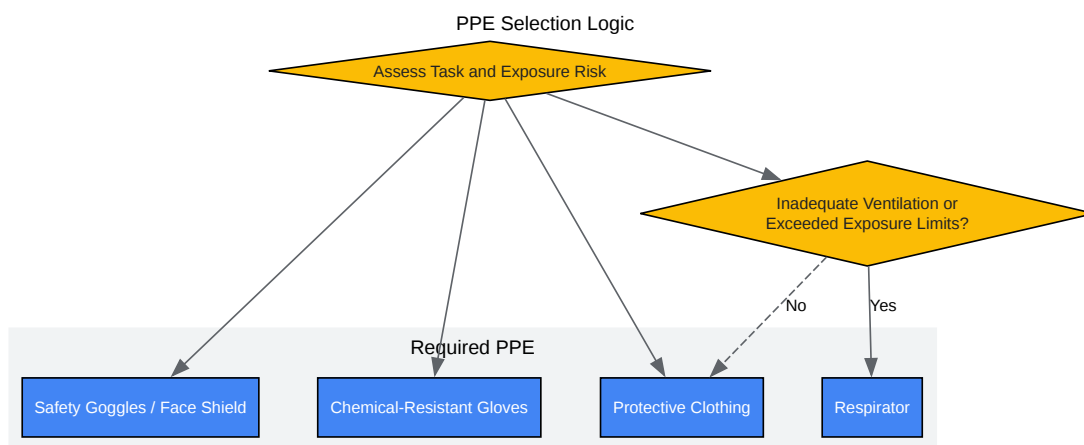 PPE Selection Logic
Assess Task and Exposure Risk
Inadequate Ventilation or
Exceeded Exposure Limits?
No
Yes
Required PPE
Safety Goggles / Face Shield
Chemical-Resistant Gloves
Protective Clothing
Respirator